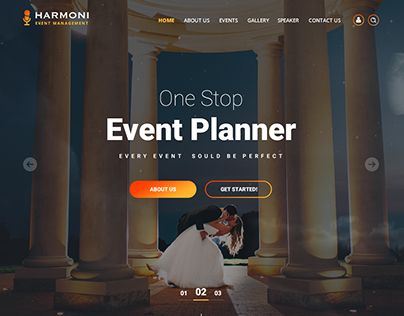 HARMONI
EVENT MANAGEMENT
HOME ABOUT US EVENTS GALLERY SPEAKER CONTACT US
One Stop
Event Planner
EVERY EVENT SOULD BE PERFECT
ABOUT US GET STARTED!
01 02 03